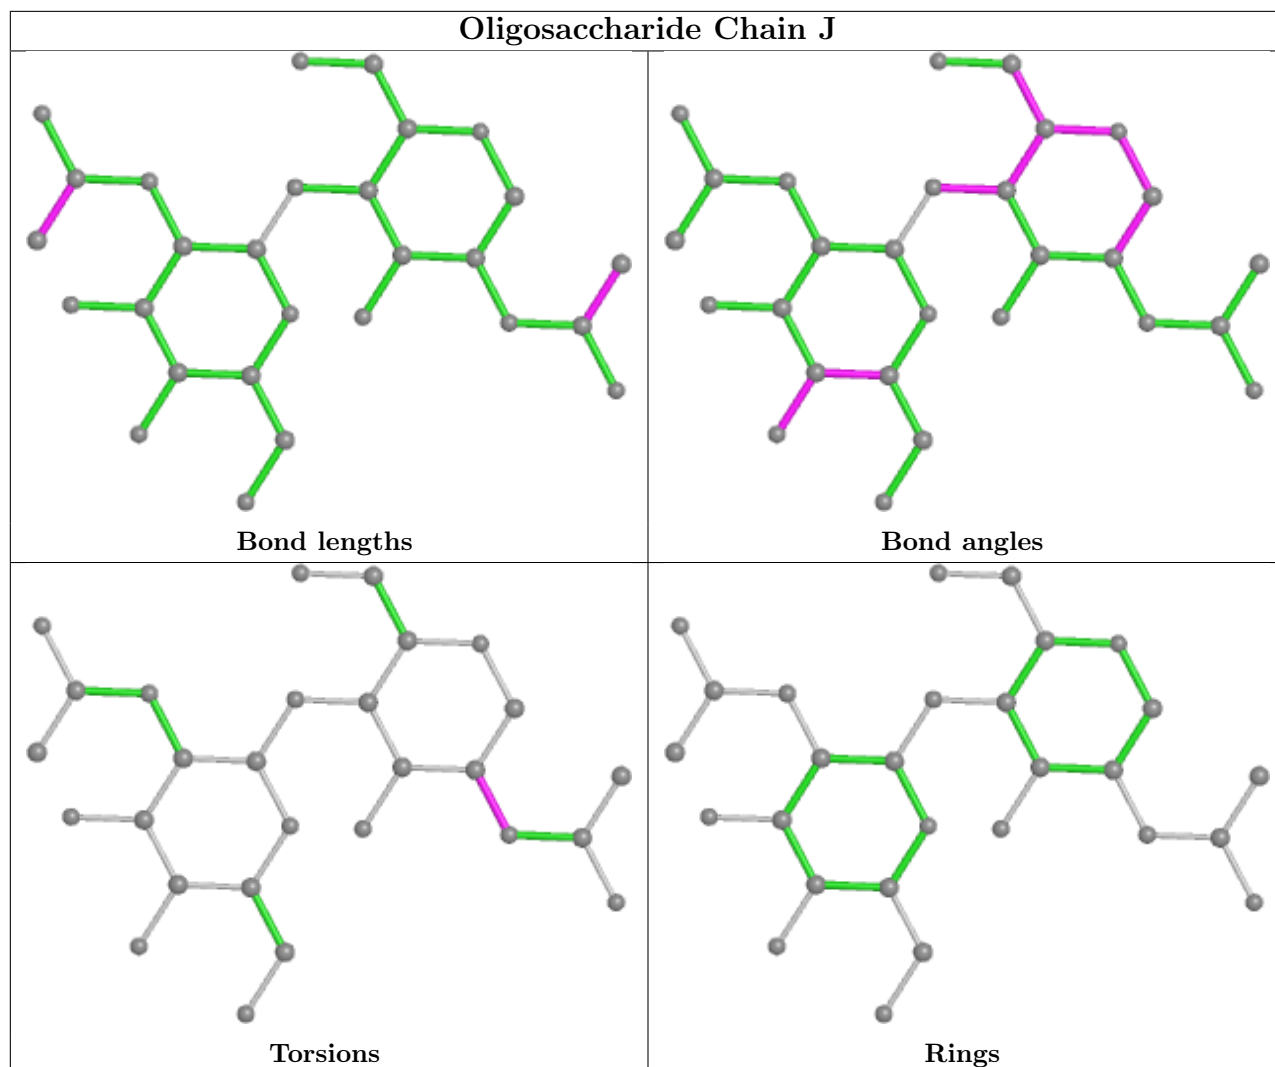 Oligosaccharide Chain J
Bond lengths
Bond angles
Torsions
Rings